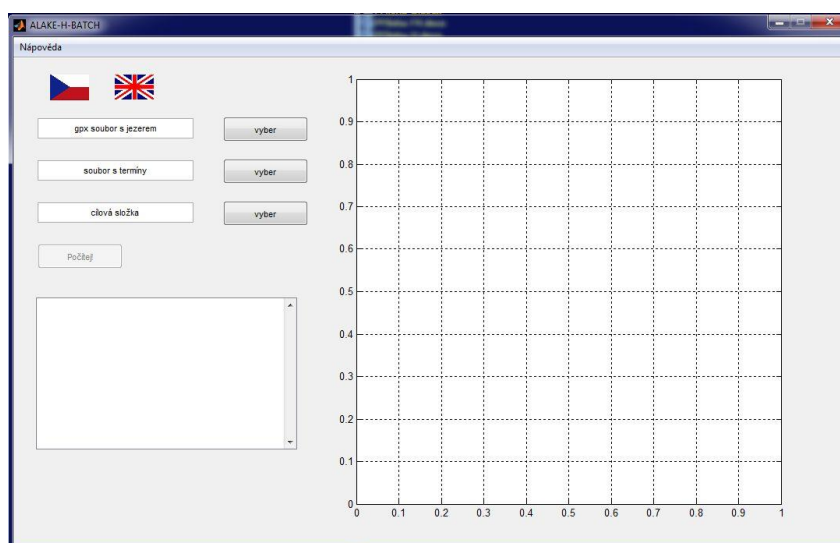 ALAKE-H-BATCH
Nápověda
gpx soubor s jezerem
vyber
soubor s termíny
vyber
cílová složka
vyber
Počítej!
1
0.9
0.8
0.7
0.6
0.5
0.4
0.3
0.2
0.1
0
0 0.1 0.2 0.3 0.4 0.5 0.6 0.7 0.8 0.9 1